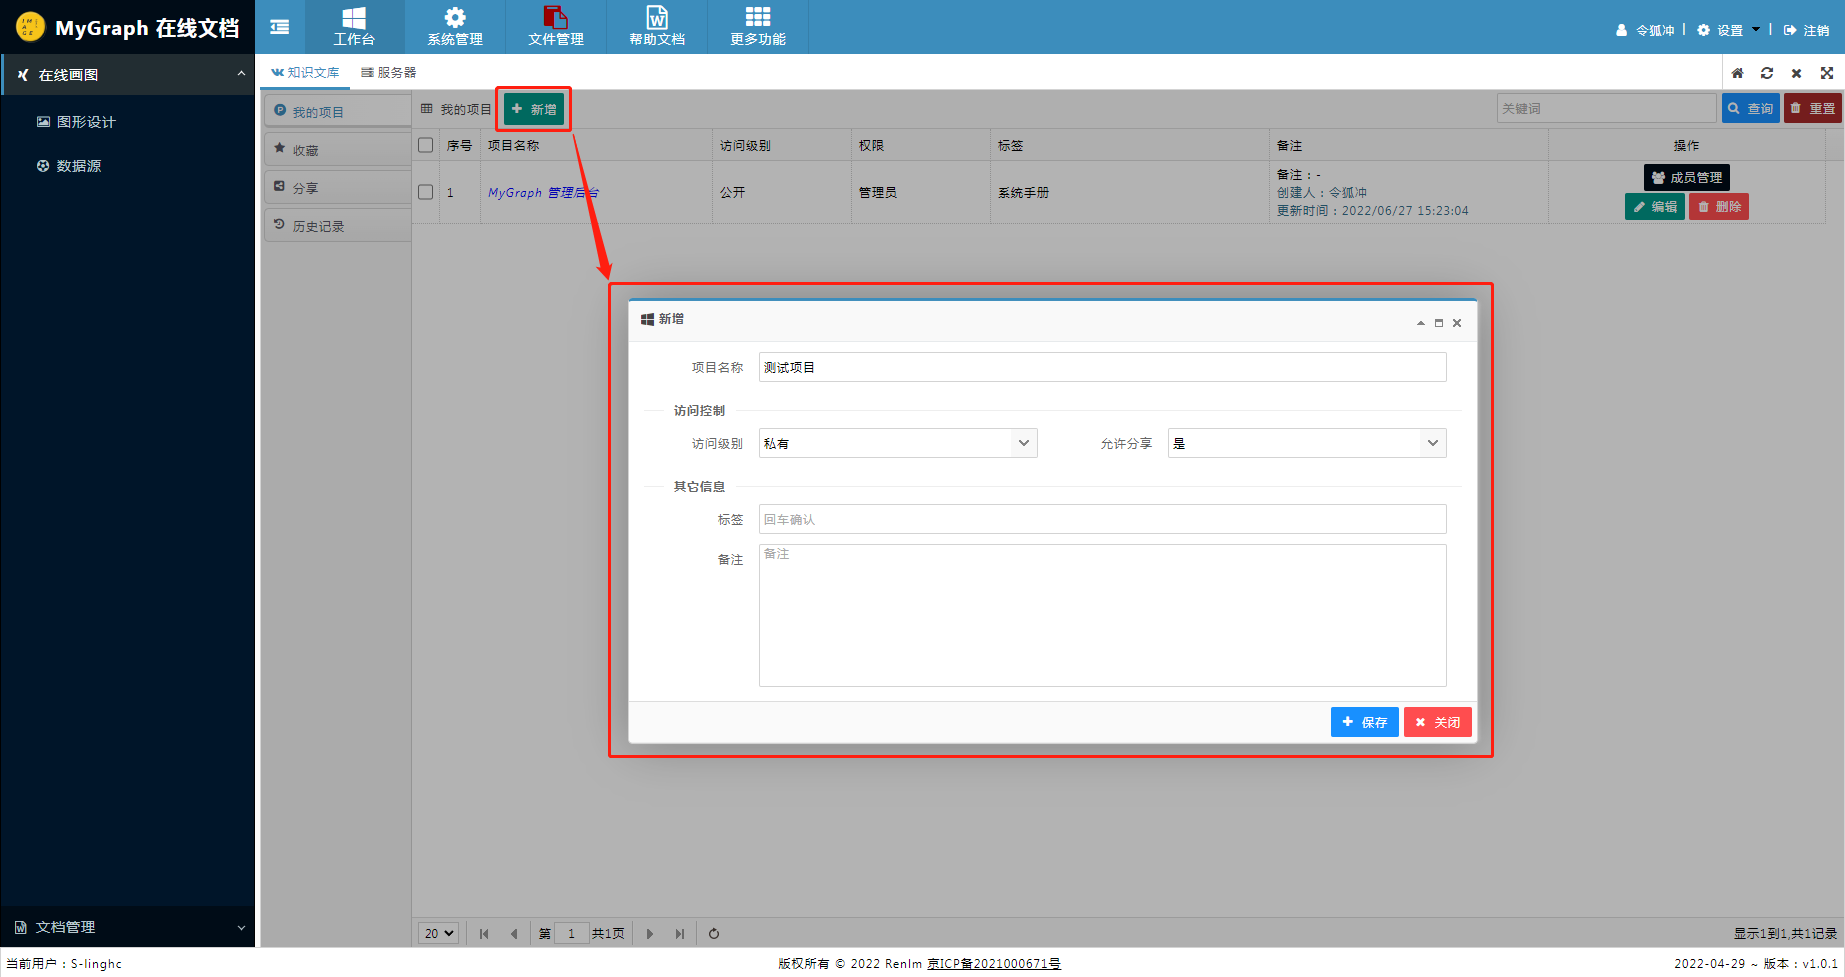 MyGraph 在线文档
工作台
系统管理
文件管理
帮助文档
更多功能
令狐冲
设置
注销
在线画图
图形设计
数据源
文档管理
知识文库
服务器
我的项目
收藏
分享
历史记录
我的项目
新增
关键词
查询
重置
序号 项目名称 访问级别 权限 标签 备注 操作
1 MyGraph 管理后台 公开 管理员 系统手册
备注：-
创建人：令狐冲
更新时间：2022/06/27 15:23:04
成员管理
编辑
删除
新增
项目名称 测试项目
访问控制
访问级别 私有 允许分享 是
其它信息
标签 回车确认
备注 备注
保存 关闭
20 第 1 共1页 显示1到1,共1记录
当前用户：S-linghc
版权所有 © 2022 Renlm 京ICP备2021000671号
2022-04-29 ~ 版本：v1.0.1